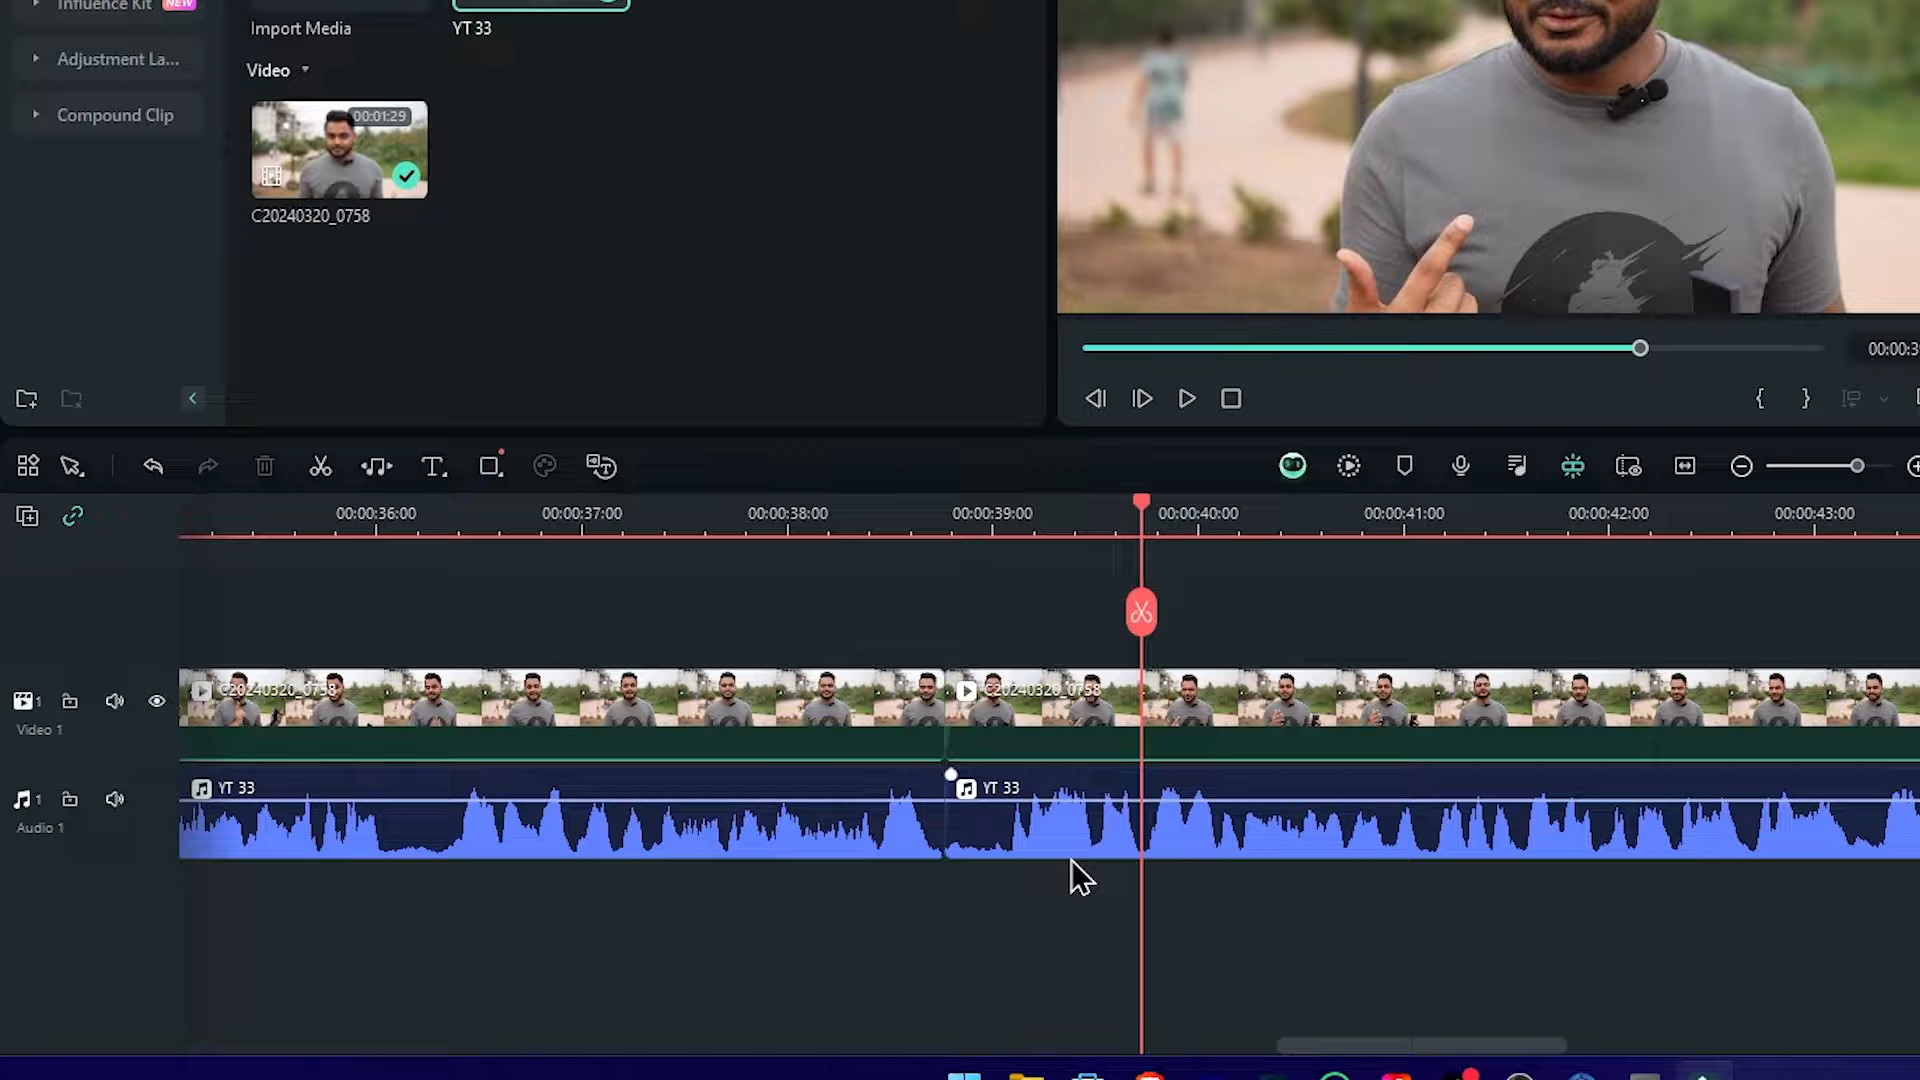 Influence Kit NEW
Import Media
YT 33
Adjustment La...
Video
Compound Clip
00:01:29
C20240320_0758
00:00:3
00:00:36:00
00:00:37:00
00:00:38:00
00:00:39:00
00:00:40:00
00:00:41:00
00:00:42:00
00:00:43:00
C20240320_0758
C20240320_0758
1
Video 1
YT 33
YT 33
1
Audio 1